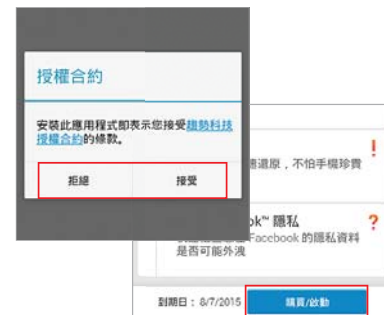 授權合約
安裝此應用程式即表示您接受趨勢科技
授權合約的條款。
拒絕
接受
還原，不怕手機珍貴
!
ok™ 隱私
?
Facebook 的隱私資料
是否可能外洩
到期日：8/7/2015
購買/啟動